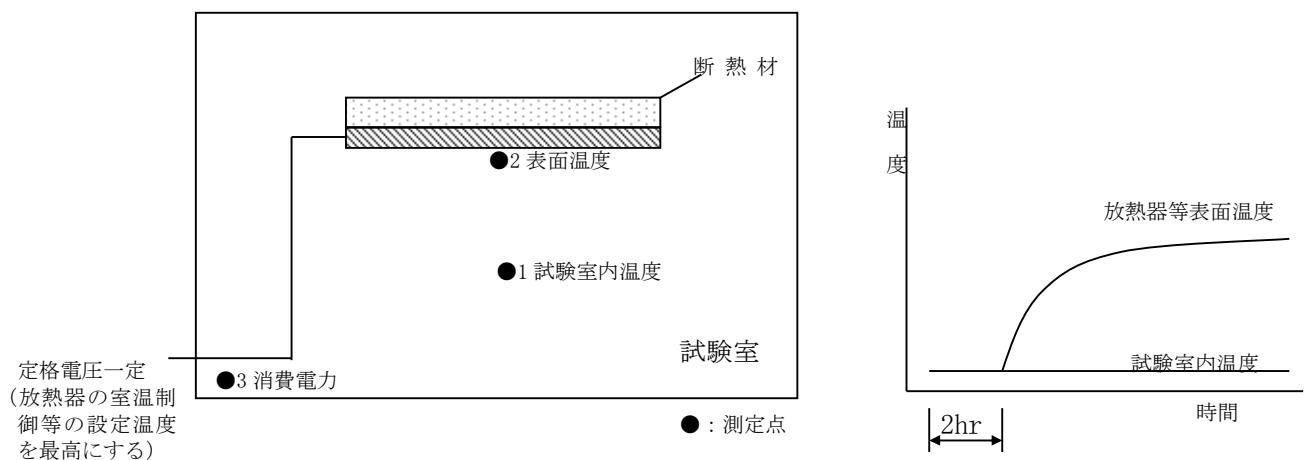 断 熱 材
●2 表面温度
●1 試験室内温度
試験室
定格電圧一定
(放熱器の室温制
御等の設定温度
を最高にする)
●3 消費電力
●：測定点
温
度
放熱器等表面温度
試験室内温度
時間
2hr